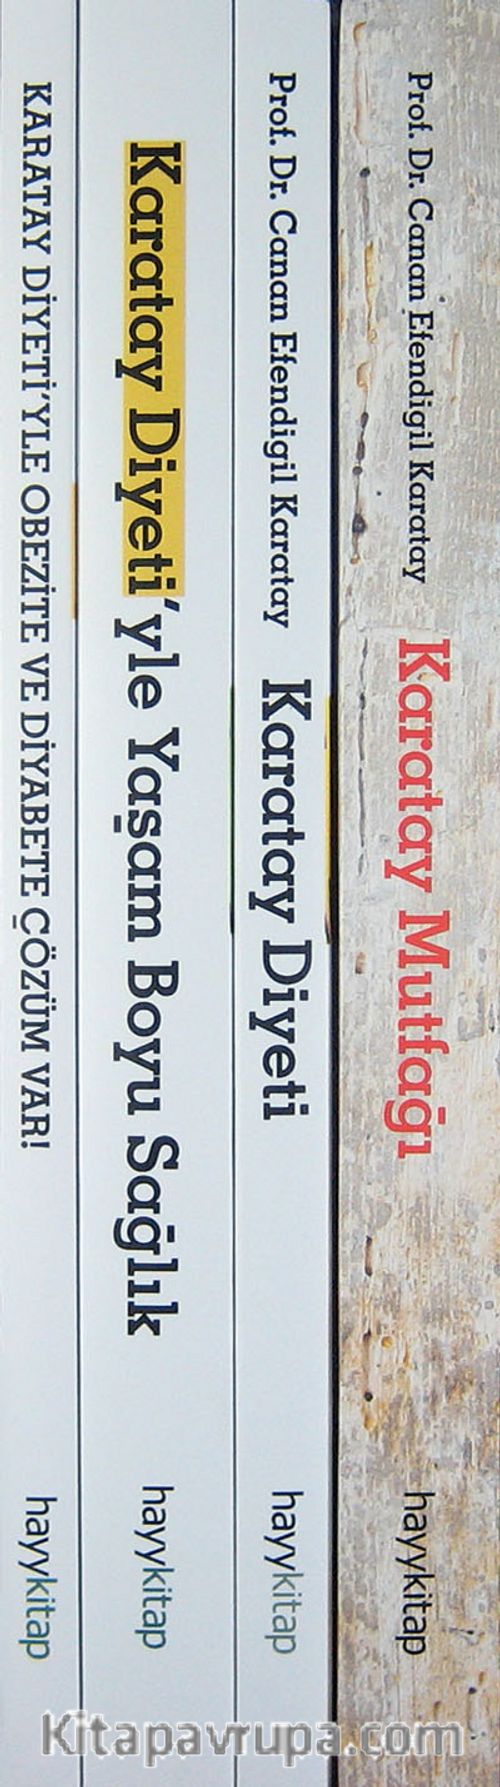 Prof. Dr. Canan Efendigil Karatay Karatay Mutfağı hayykitap
Prof. Dr. Canan Efendigil Karatay Karatay Diyeti hayykitap
Karatay Diyeti'yle Yaşam Boyu Sağlık hayykitap
KARATAY DİYETİ'YLE OBEZİTE VE DİYABETE ÇÖZÜM VAR! hayykitap
Kitapavrupa.com